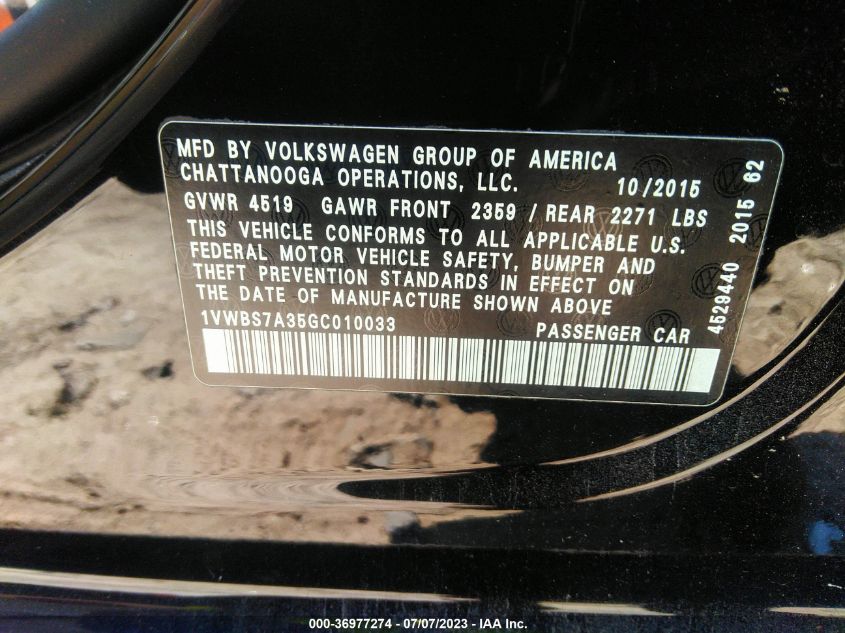 MFD BY VOLKSWAGEN GROUP OF AMERICA
CHATTANOOGA OPERATIONS, LLC. 10/2015
GVWR 4519 GAWR FRONT 2359 / REAR 2271 LBS
THIS VEHICLE CONFORMS TO ALL APPLICABLE U.S.
FEDERAL MOTOR VEHICLE SAFETY, BUMPER AND
THEFT PREVENTION STANDARDS IN EFFECT ON
THE DATE OF MANUFACTURE SHOWN ABOVE
1VWBS7A35GC010033 PASSENGER CAR
4529440 2015 62
000-36977274 - 07/07/2023 - IAA Inc.